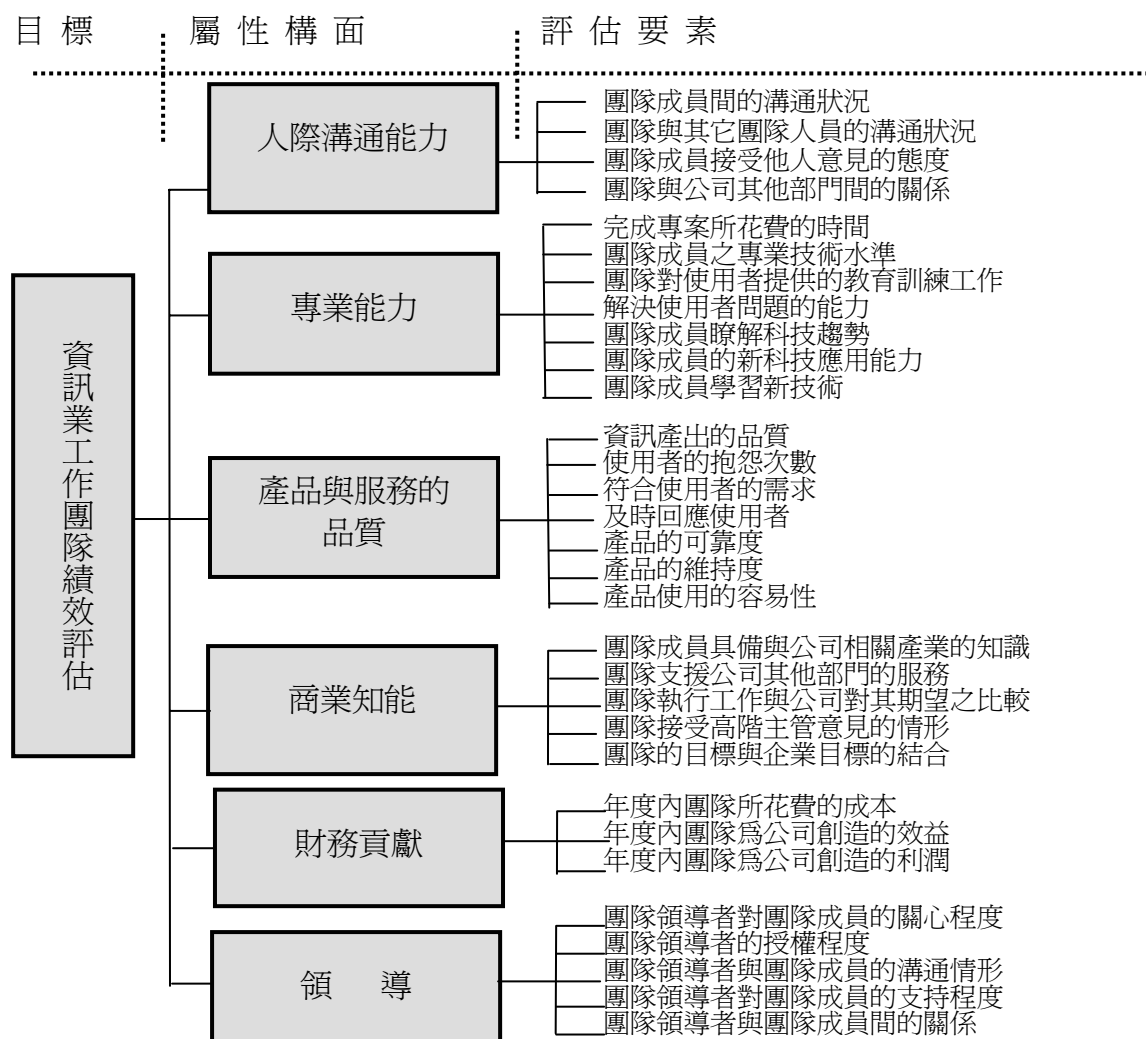 目標 屬性構面 評估要素
資訊業工作團隊績效評估
人際溝通能力
團隊成員間的溝通狀況
團隊與其它團隊人員的溝通狀況
團隊成員接受他人意見的態度
團隊與公司其他部門間的關係
專業能力
完成專案所花費的時間
團隊成員之專業技術水準
團隊對使用者提供的教育訓練工作
解決使用者問題的能力
團隊成員瞭解科技趨勢
團隊成員的新科技應用能力
團隊成員學習新技術
產品與服務的
品質
資訊產出的品質
使用者的抱怨次數
符合使用者的需求
及時回應使用者
產品的可靠度
產品的維持度
產品使用的容易性
商業知能
團隊成員具備與公司相關產業的知識
團隊支援公司其他部門的服務
團隊執行工作與公司對其期望之比較
團隊接受高階主管意見的情形
團隊的目標與企業目標的結合
財務貢獻
年度內團隊所花費的成本
年度內團隊為公司創造的效益
年度內團隊為公司創造的利潤
領 導
團隊領導者對團隊成員的關心程度
團隊領導者的授權程度
團隊領導者與團隊成員的溝通情形
團隊領導者對團隊成員的支持程度
團隊領導者與團隊成員間的關係